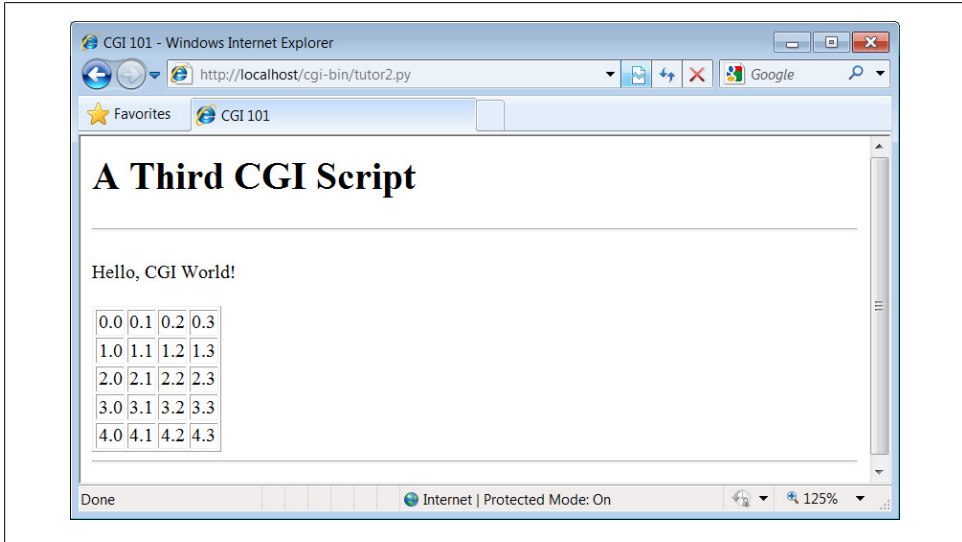 CGI 101 - Windows Internet Explorer
http://localhost/cgi-bin/tutor2.py
Google
Favorites
CGI 101
A Third CGI Script
Hello, CGI World!
0.0 0.1 0.2 0.3
1.0 1.1 1.2 1.3
2.0 2.1 2.2 2.3
3.0 3.1 3.2 3.3
4.0 4.1 4.2 4.3
Done
Internet | Protected Mode: On
125%